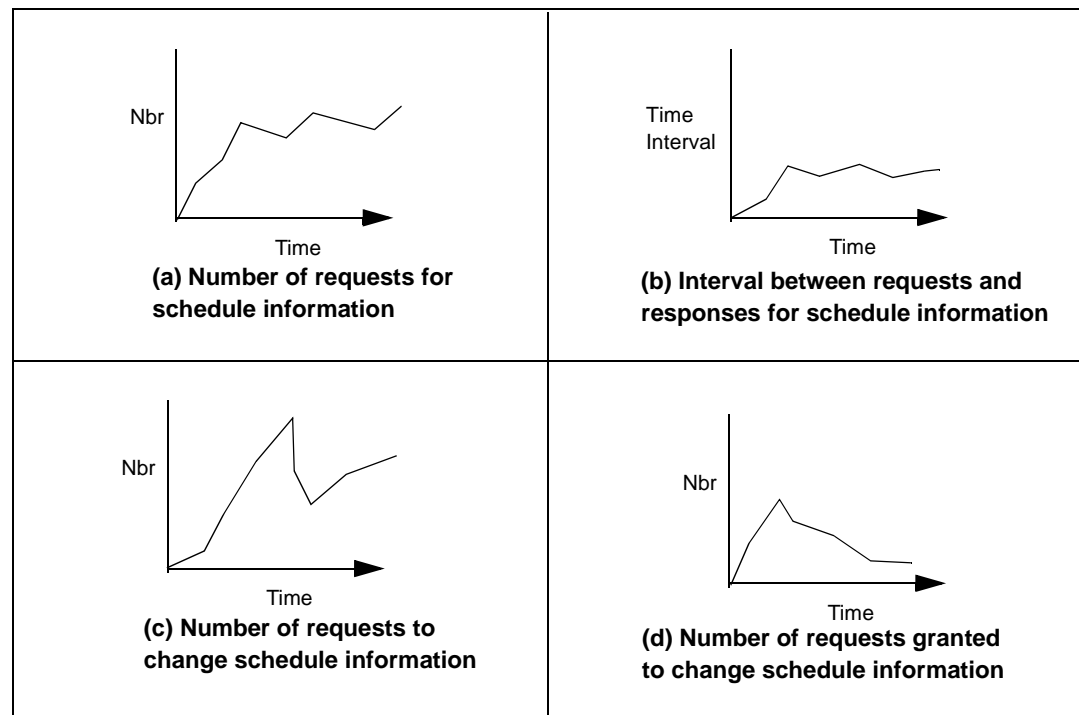 Nbr
Time
(a) Number of requests for
schedule information
Time
Interval
Time
(b) Interval between requests and
responses for schedule information
Nbr
Time
(c) Number of requests to
change schedule information
Nbr
Time
(d) Number of requests granted
to change schedule information